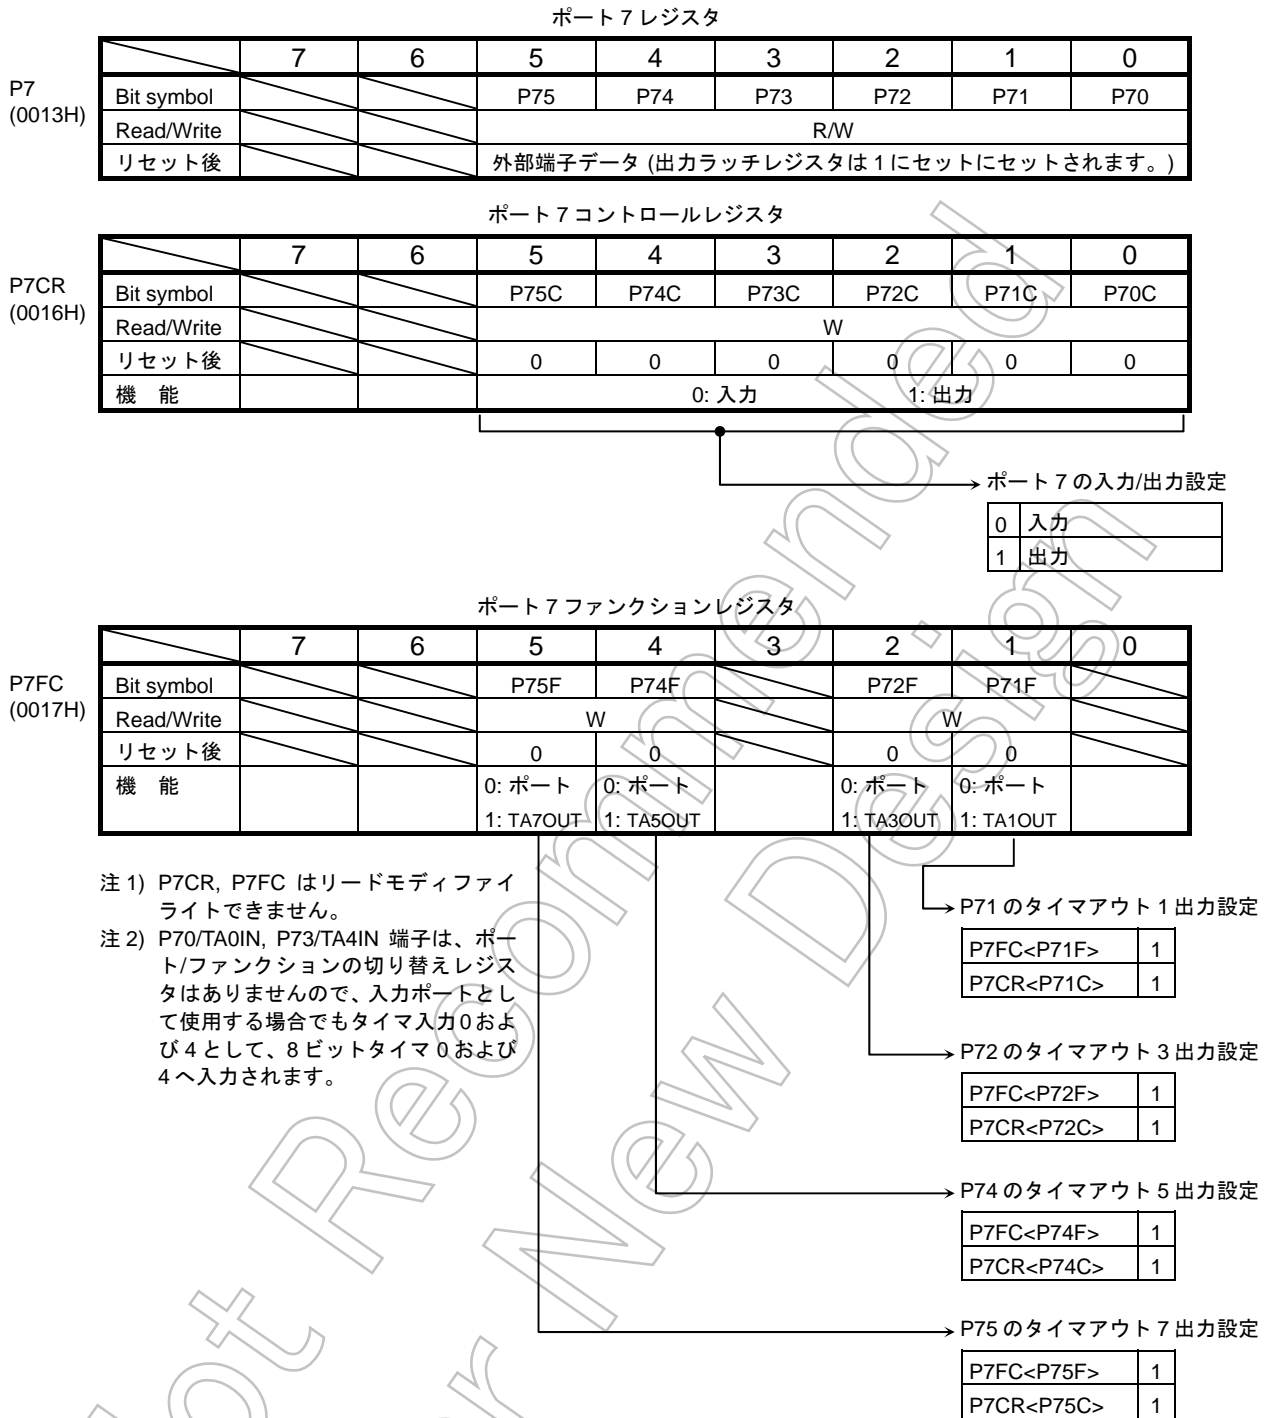 ポート 7 レジスタ
7 6 5 4 3 2 1 0
P7
(0013H)
Bit symbol P75 P74 P73 P72 P71 P70
Read/Write R/W
リセット後 外部端子データ (出力ラッチレジスタは 1 にセットにセットされます。)
ポート 7 コントロールレジスタ
7 6 5 4 3 2 1 0
P7CR
(0016H)
Bit symbol P75C P74C P73C P72C P71C P70C
Read/Write W
リセット後 0 0 0 0 0 0
機 能 0: 入力 1: 出力
ポート 7 の入力/出力設定
0 入力
1 出力
ポート 7 ファンクションレジスタ
7 6 5 4 3 2 1 0
P7FC
(0017H)
Bit symbol P75F P74F P72F P71F
Read/Write W W
リセット後 0 0 0 0
機 能 0: ポート 0: ポート 0: ポート 0: ポート
1: TA7OUT 1: TA5OUT 1: TA3OUT 1: TA1OUT
注 1) P7CR, P7FC はリードモディファイ
ライトできません。
注 2) P70/TA0IN, P73/TA4IN 端子は、ポー
ト/ファンクションの切り替えレジス
タはありませんので、入力ポートとし
て使用する場合でもタイマ入力 0 およ
び 4 として、8 ビットタイマ 0 および
4 へ入力されます。
P71 のタイマアウト 1 出力設定
P7FC<P71F> 1
P7CR<P71C> 1
P72 のタイマアウト 3 出力設定
P7FC<P72F> 1
P7CR<P72C> 1
P74 のタイマアウト 5 出力設定
P7FC<P74F> 1
P7CR<P74C> 1
P75 のタイマアウト 7 出力設定
P7FC<P75F> 1
P7CR<P75C> 1
Not Recommended
for New Design